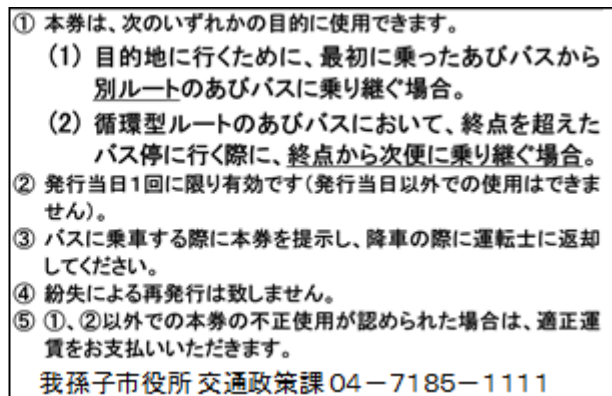 ① 本券は、次のいずれかの目的に使用できます。
(1) 目的地に行くために、最初に乗ったあびバスから
別ルートのあびバスに乗り継ぐ場合。
(2) 循環型ルートのあびバスにおいて、終点を超えた
バス停に行く際に、終点から次便に乗り継ぐ場合。
② 発行当日1回に限り有効です(発行当日以外での使用はできま
せん)。
③ バスに乗車する際に本券を提示し、降車の際に運転士に返却
してください。
④ 紛失による再発行は致しません。
⑤ ①、②以外での本券の不正使用が認められた場合は、適正運
賃をお支払いいただきます。
我孫子市役所 交通政策課 04-7185-1111